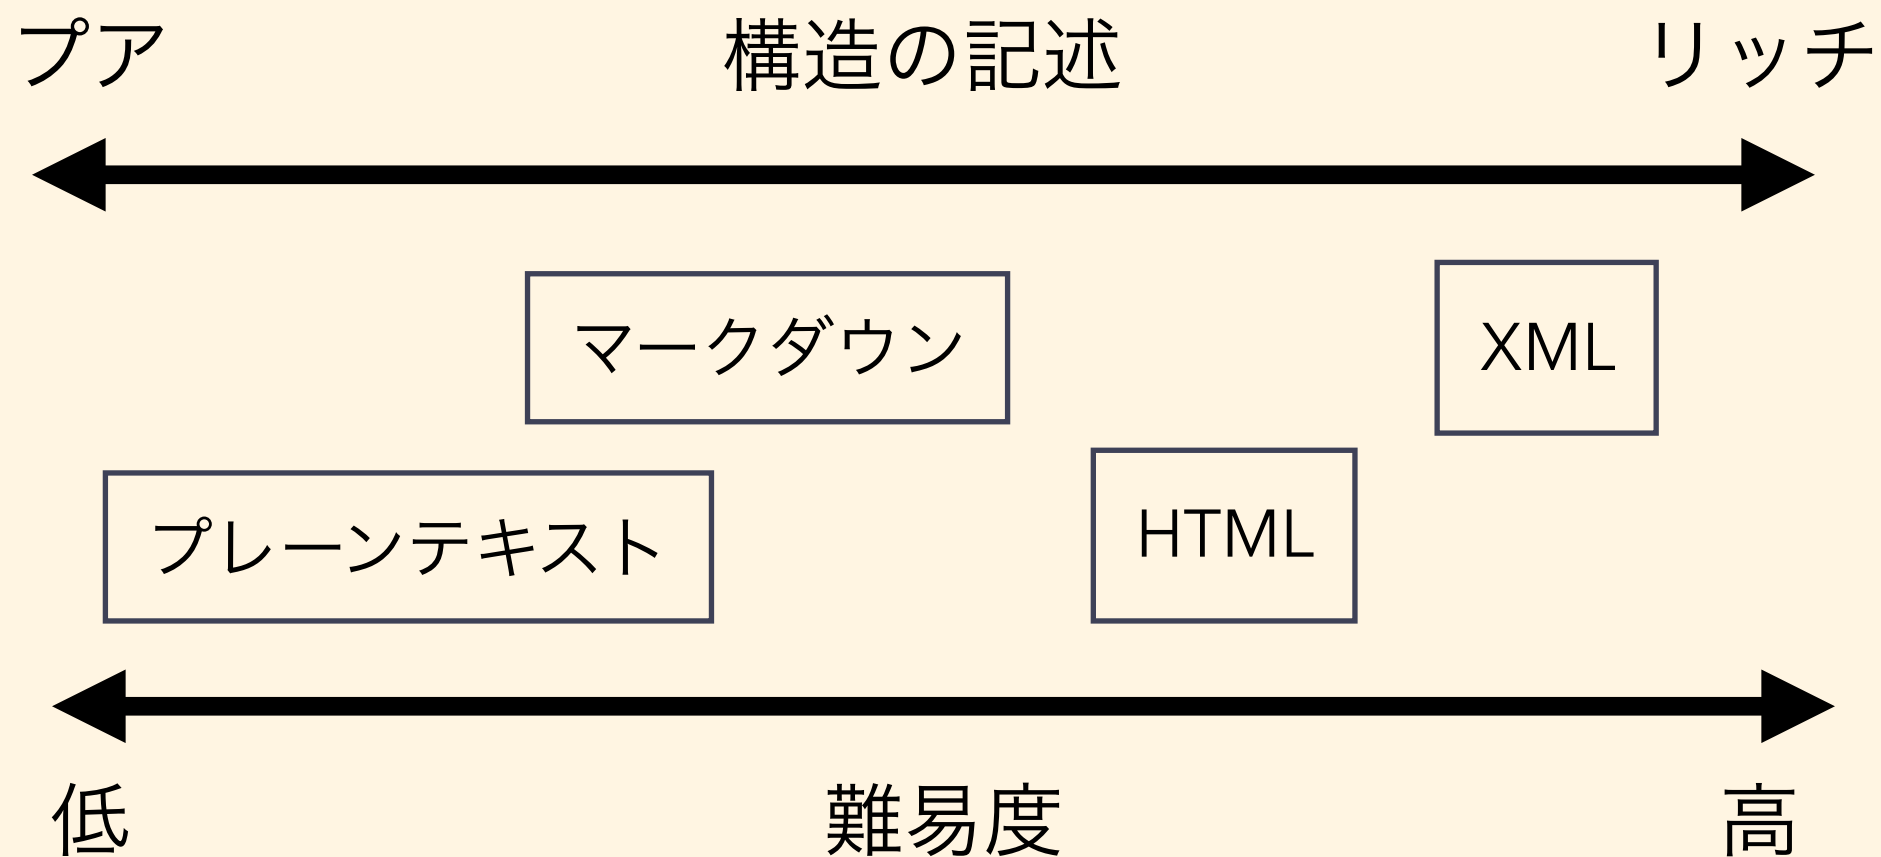 プア 構造の記述 リッチ
マークダウン XML
プレーンテキスト HTML
低 難易度 高